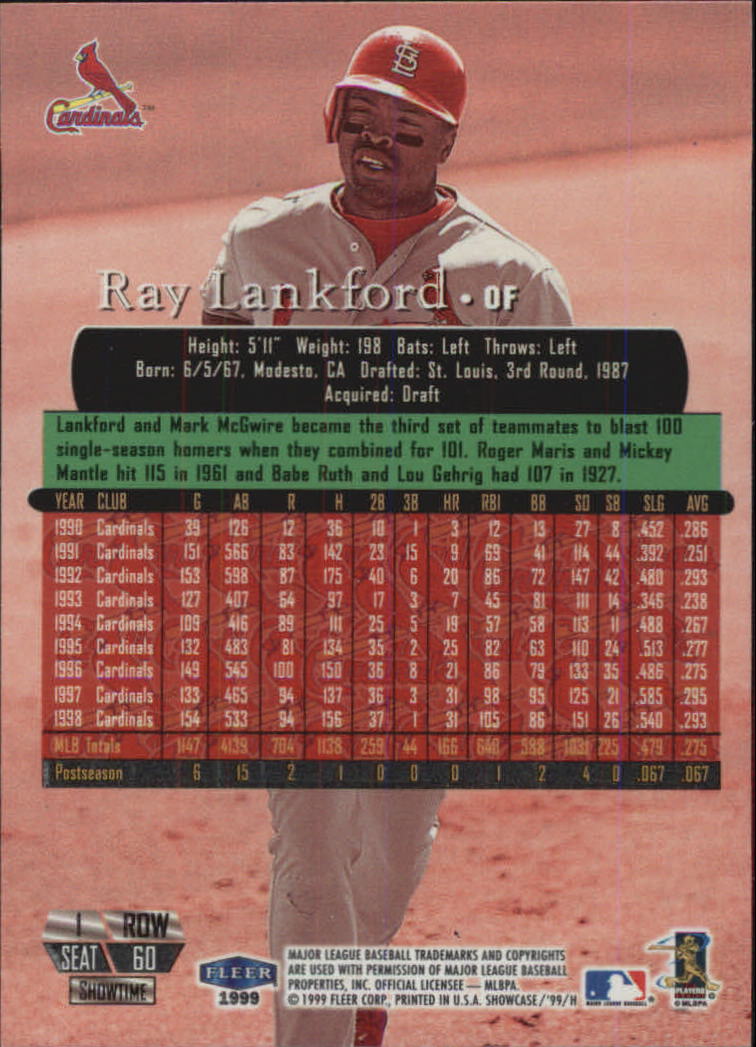 Cardinals™
Ray Lankford · OF
Height: 5'11" Weight: 198 Bats: Left Throws: Left
Born: 6/5/67, Modesto, CA Drafted: St. Louis, 3rd Round, 1987
Acquired: Draft
Lankford and Mark McGwire became the third set of teammates to blast 100
single-season homers when they combined for 101. Roger Maris and Mickey
Mantle hit 115 in 1961 and Babe Ruth and Lou Gehrig had 107 in 1927.
YEAR CLUB G AB R H 2B 3B HR RBI BB SO SB SLG AVG
1990 Cardinals 39 126 12 36 10 1 3 12 13 27 8 .452 .286
1991 Cardinals 151 566 83 142 23 15 9 69 41 114 44 .392 .251
1992 Cardinals 153 598 87 175 40 6 20 86 72 147 42 .480 .293
1993 Cardinals 127 407 64 97 17 3 7 45 81 111 14 .346 .238
1994 Cardinals 109 416 89 111 25 5 19 57 58 113 11 .488 .267
1995 Cardinals 132 483 81 134 35 2 25 82 63 110 24 .513 .277
1996 Cardinals 149 545 100 150 36 8 21 86 79 133 35 .486 .275
1997 Cardinals 133 465 94 137 36 3 31 98 95 125 21 .585 .295
1998 Cardinals 154 533 94 156 37 1 31 105 86 151 26 .540 .293
MLB Totals 1147 4139 704 1138 259 44 166 640 588 1031 225 .479 .275
Postseason 6 15 2 1 0 0 0 1 2 4 0 .067 .067
1 ROW
SEAT 60
SHOWTIME
FLEER
1999
MAJOR LEAGUE BASEBALL TRADEMARKS AND COPYRIGHTS
ARE USED WITH PERMISSION OF MAJOR LEAGUE BASEBALL
PROPERTIES, INC. OFFICIAL LICENSEE — MLBPA.
© 1999 FLEER CORP., PRINTED IN U.S.A. SHOWCASE/'99/H
MAJOR LEAGUE BASEBALL
PLAYERS
CHOICE
© MLBPA